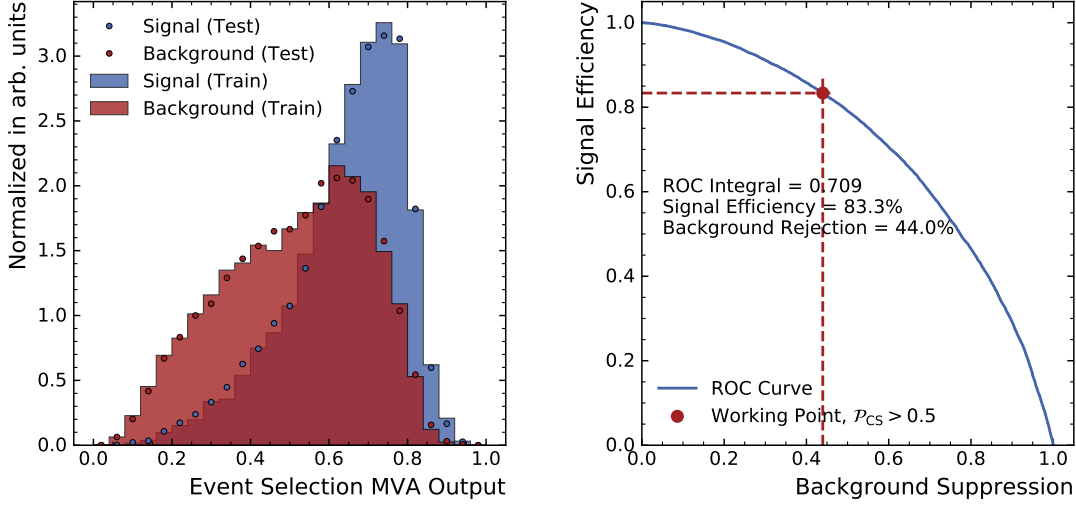 Normalized in arb. units
3.0
2.5
2.0
1.5
1.0
0.5
0.0
0.0 0.2 0.4 0.6 0.8 1.0
Event Selection MVA Output
Signal (Test)
Background (Test)
Signal (Train)
Background (Train)
Signal Efficiency
1.0
0.8
0.6
0.4
0.2
0.0
0.0 0.2 0.4 0.6 0.8 1.0
Background Suppression
ROC Integral = 0.709
Signal Efficiency = 83.3%
Background Rejection = 44.0%
ROC Curve
Working Point, 𝒫CS > 0.5